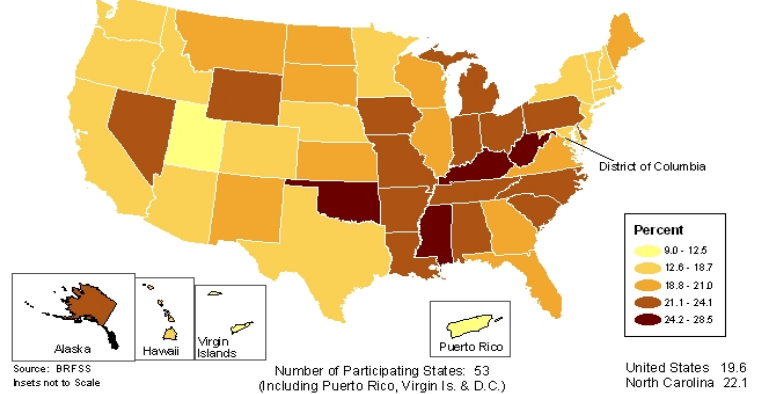 District of Columbia
Percent
9.0 - 12.5
12.6 - 18.7
18.8 - 21.0
21.1 - 24.1
24.2 - 28.5
Alaska
Hawaii
Virgin
Islands
Puerto Rico
Source: BRFSS
Insets not to Scale
Number of Participating States: 53
(Including Puerto Rico, Virgin Is. & D.C.)
United States 19.6
North Carolina 22.1